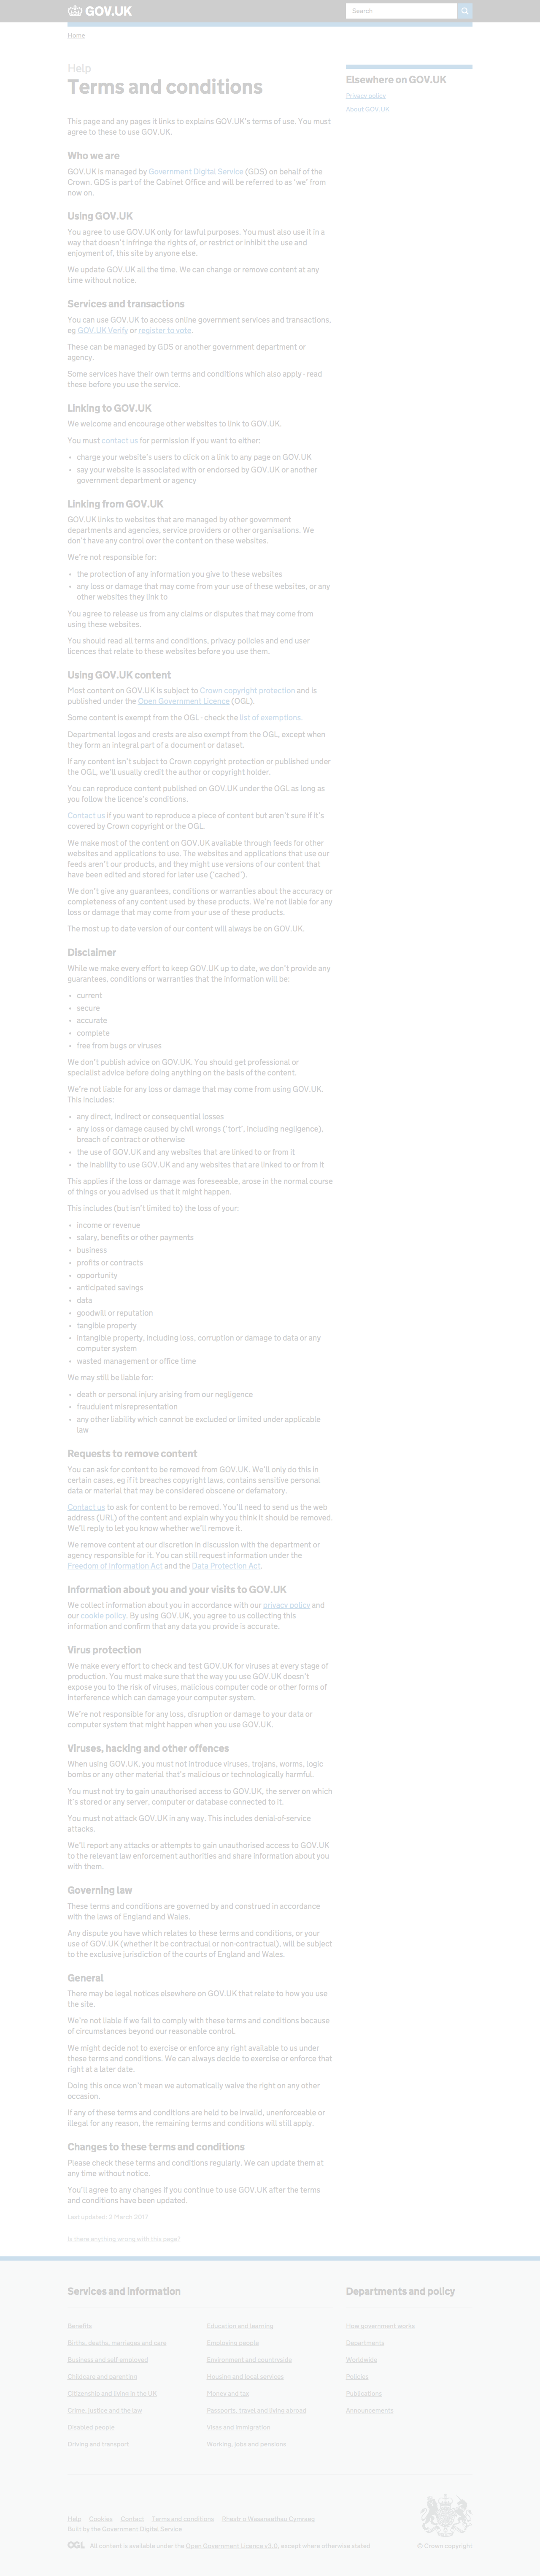 GOV.UK
Search
Home
Help
Terms and conditions
This page and any pages it links to explains GOV.UK's terms of use. You must
agree to these to use GOV.UK.
Who we are
GOV.UK is managed by Government Digital Service (GDS) on behalf of the
Crown. GDS is part of the Cabinet Office and will be referred to as 'we' from
now on.
Using GOV.UK
You agree to use GOV.UK only for lawful purposes. You must also use it in a
way that doesn't infringe the rights of, or restrict or inhibit the use and
enjoyment of, this site by anyone else.
We update GOV.UK all the time. We can change or remove content at any
time without notice.
Services and transactions
You can use GOV.UK to access online government services and transactions,
eg GOV.UK Verify or register to vote.
These can be managed by GDS or another government department or
agency.
Some services have their own terms and conditions which also apply - read
these before you use the service.
Linking to GOV.UK
We welcome and encourage other websites to link to GOV.UK.
You must contact us for permission if you want to either:
• charge your website's users to click on a link to any page on GOV.UK
• say your website is associated with or endorsed by GOV.UK or another
government department or agency
Linking from GOV.UK
GOV.UK links to websites that are managed by other government
departments and agencies, service providers or other organisations. We
don't have any control over the content on these websites.
We're not responsible for:
• the protection of any information you give to these websites
• any loss or damage that may come from your use of these websites, or any
other websites they link to
You agree to release us from any claims or disputes that may come from
using these websites.
You should read all terms and conditions, privacy policies and end user
licences that relate to these websites before you use them.
Using GOV.UK content
Most content on GOV.UK is subject to Crown copyright protection and is
published under the Open Government Licence (OGL).
Some content is exempt from the OGL - check the list of exemptions.
Departmental logos and crests are also exempt from the OGL, except when
they form an integral part of a document or dataset.
If any content isn't subject to Crown copyright protection or published under
the OGL, we'll usually credit the author or copyright holder.
You can reproduce content published on GOV.UK under the OGL as long as
you follow the licence's conditions.
Contact us if you want to reproduce a piece of content but aren't sure if it's
covered by Crown copyright or the OGL.
We make most of the content on GOV.UK available through feeds for other
websites and applications to use. The websites and applications that use our
feeds aren't our products, and they might use versions of our content that
have been edited and stored for later use ('cached').
We don't give any guarantees, conditions or warranties about the accuracy or
completeness of any content used by these products. We're not liable for any
loss or damage that may come from your use of these products.
The most up to date version of our content will always be on GOV.UK.
Disclaimer
While we make every effort to keep GOV.UK up to date, we don't provide any
guarantees, conditions or warranties that the information will be:
• current
• secure
• accurate
• complete
• free from bugs or viruses
We don't publish advice on GOV.UK. You should get professional or
specialist advice before doing anything on the basis of the content.
We're not liable for any loss or damage that may come from using GOV.UK.
This includes:
• any direct, indirect or consequential losses
• any loss or damage caused by civil wrongs ('tort', including negligence),
breach of contract or otherwise
• the use of GOV.UK and any websites that are linked to or from it
• the inability to use GOV.UK and any websites that are linked to or from it
This applies if the loss or damage was foreseeable, arose in the normal course
of things or you advised us that it might happen.
This includes (but isn't limited to) the loss of your:
• income or revenue
• salary, benefits or other payments
• business
• profits or contracts
• opportunity
• anticipated savings
• data
• goodwill or reputation
• tangible property
• intangible property, including loss, corruption or damage to data or any
computer system
• wasted management or office time
We may still be liable for:
• death or personal injury arising from our negligence
• fraudulent misrepresentation
• any other liability which cannot be excluded or limited under applicable
law
Requests to remove content
You can ask for content to be removed from GOV.UK. We'll only do this in
certain cases, eg if it breaches copyright laws, contains sensitive personal
data or material that may be considered obscene or defamatory.
Contact us to ask for content to be removed. You'll need to send us the web
address (URL) of the content and explain why you think it should be removed.
We'll reply to let you know whether we'll remove it.
We remove content at our discretion in discussion with the department or
agency responsible for it. You can still request information under the
Freedom of Information Act and the Data Protection Act.
Information about you and your visits to GOV.UK
We collect information about you in accordance with our privacy policy and
our cookie policy. By using GOV.UK, you agree to us collecting this
information and confirm that any data you provide is accurate.
Virus protection
We make every effort to check and test GOV.UK for viruses at every stage of
production. You must make sure that the way you use GOV.UK doesn't
expose you to the risk of viruses, malicious computer code or other forms of
interference which can damage your computer system.
We're not responsible for any loss, disruption or damage to your data or
computer system that might happen when you use GOV.UK.
Viruses, hacking and other offences
When using GOV.UK, you must not introduce viruses, trojans, worms, logic
bombs or any other material that's malicious or technologically harmful.
You must not try to gain unauthorised access to GOV.UK, the server on which
it's stored or any server, computer or database connected to it.
You must not attack GOV.UK in any way. This includes denial-of-service
attacks.
We'll report any attacks or attempts to gain unauthorised access to GOV.UK
to the relevant law enforcement authorities and share information about you
with them.
Governing law
These terms and conditions are governed by and construed in accordance
with the laws of England and Wales.
Any dispute you have which relates to these terms and conditions, or your
use of GOV.UK (whether it be contractual or non-contractual), will be subject
to the exclusive jurisdiction of the courts of England and Wales.
General
There may be legal notices elsewhere on GOV.UK that relate to how you use
the site.
We're not liable if we fail to comply with these terms and conditions because
of circumstances beyond our reasonable control.
We might decide not to exercise or enforce any right available to us under
these terms and conditions. We can always decide to exercise or enforce that
right at a later date.
Doing this once won't mean we automatically waive the right on any other
occasion.
If any of these terms and conditions are held to be invalid, unenforceable or
illegal for any reason, the remaining terms and conditions will still apply.
Changes to these terms and conditions
Please check these terms and conditions regularly. We can update them at
any time without notice.
You'll agree to any changes if you continue to use GOV.UK after the terms
and conditions have been updated.
Last updated: 2 March 2017
Is there anything wrong with this page?
Elsewhere on GOV.UK
Privacy policy
About GOV.UK
Services and information
Benefits
Births, deaths, marriages and care
Business and self-employed
Childcare and parenting
Citizenship and living in the UK
Crime, justice and the law
Disabled people
Driving and transport
Education and learning
Employing people
Environment and countryside
Housing and local services
Money and tax
Passports, travel and living abroad
Visas and immigration
Working, jobs and pensions
Departments and policy
How government works
Departments
Worldwide
Policies
Publications
Announcements
Help Cookies Contact Terms and conditions Rhestr o Wasanaethau Cymraeg
Built by the Government Digital Service
OGL All content is available under the Open Government Licence v3.0, except where otherwise stated
© Crown copyright